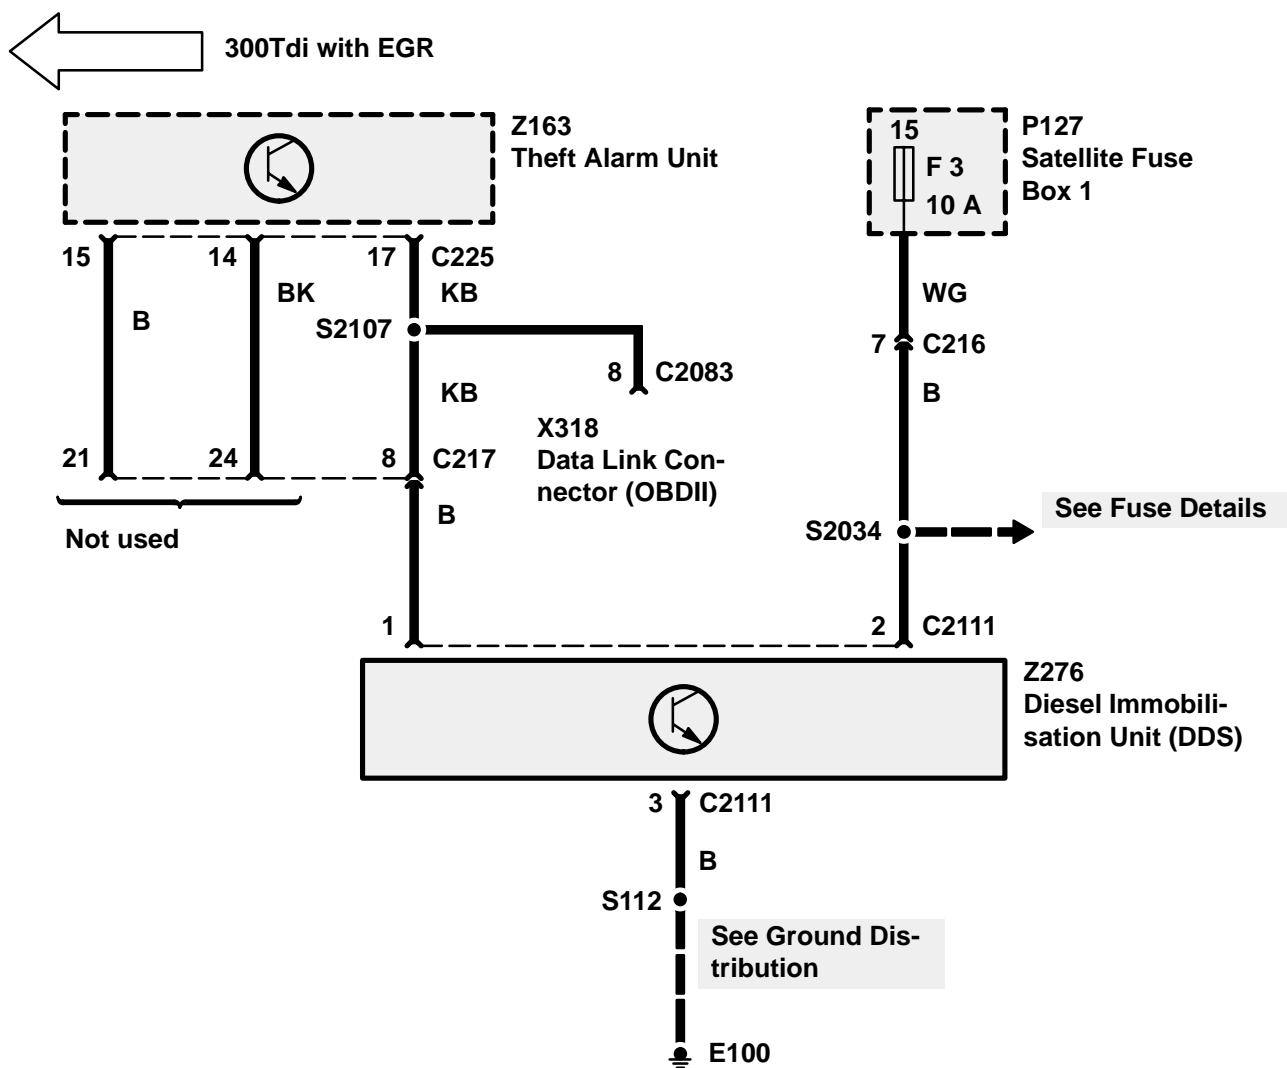 300Tdi with EGR
Z163
Theft Alarm Unit
15
F 3
10 A
P127
Satellite Fuse
Box 1
15
14
17
C225
B
BK
KB
WG
S2107
7
C216
8
C2083
KB
B
X318
Data Link Con-
nector (OBDII)
21
24
8
C217
B
Not used
See Fuse Details
S2034
1
2
C2111
Z276
Diesel Immobili-
sation Unit (DDS)
3
C2111
B
S112
See Ground Dis-
tribution
E100